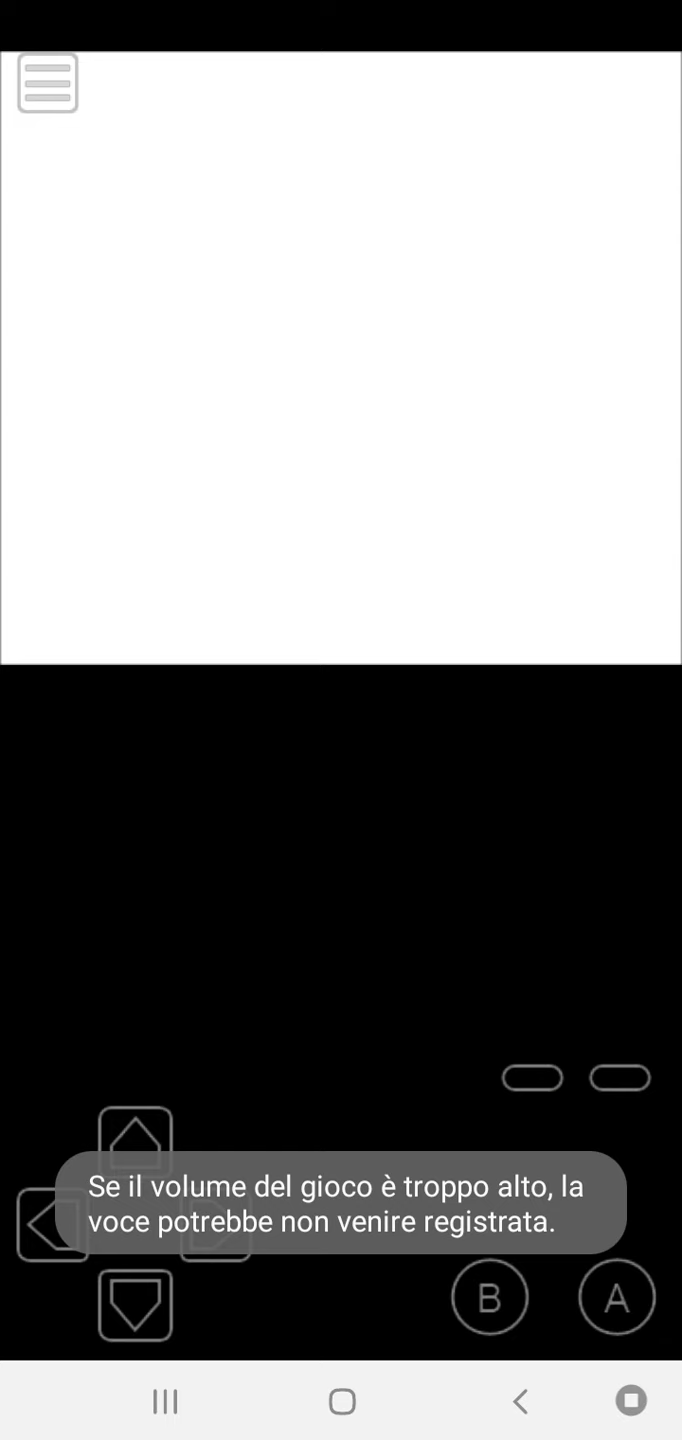 Se il volume del gioco è troppo alto, la
voce potrebbe non venire registrata.
B A